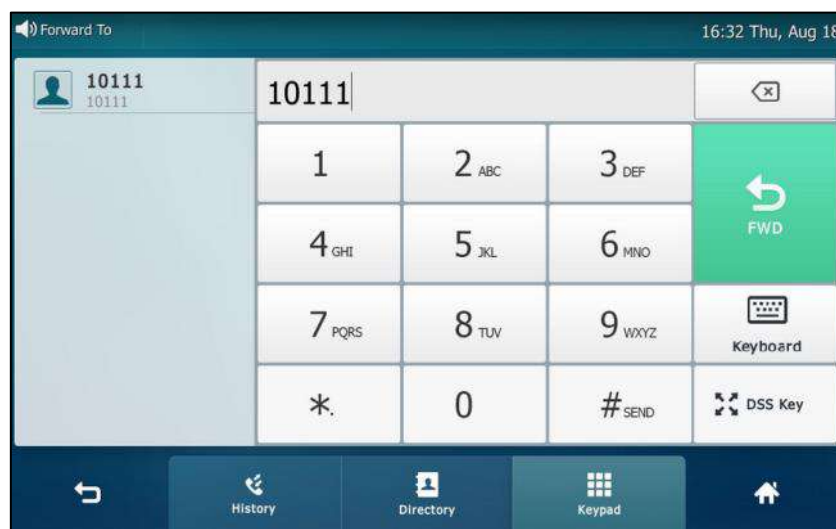 Forward To
16:32 Thu, Aug 18
10111
10111
10111
1
2 ABC
3 DEF
FWD
4 GHI
5 JKL
6 MNO
7 PQRS
8 TUV
9 WXYZ
Keyboard
*.
0
# SEND
DSS Key
History
Directory
Keypad